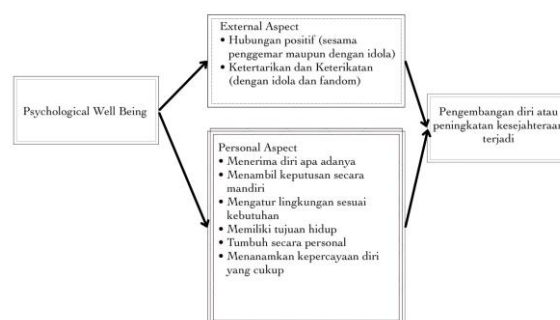 Psychological Well Being
External Aspect
• Hubungan positif (sesama
penggemar maupun dengan idola)
• Ketertarikan dan Keterikatan
(dengan idola dan fandom)
Personal Aspect
• Menerima diri apa adanya
• Menambil keputusan secara
mandiri
• Mengatur lingkungan sesuai
kebutuhan
• Memiliki tujuan hidup
• Tumbuh secara personal
• Menanamkan kepercayaan diri
yang cukup
Pengembangan diri atau
peningkatan kesejahteraan
terjadi